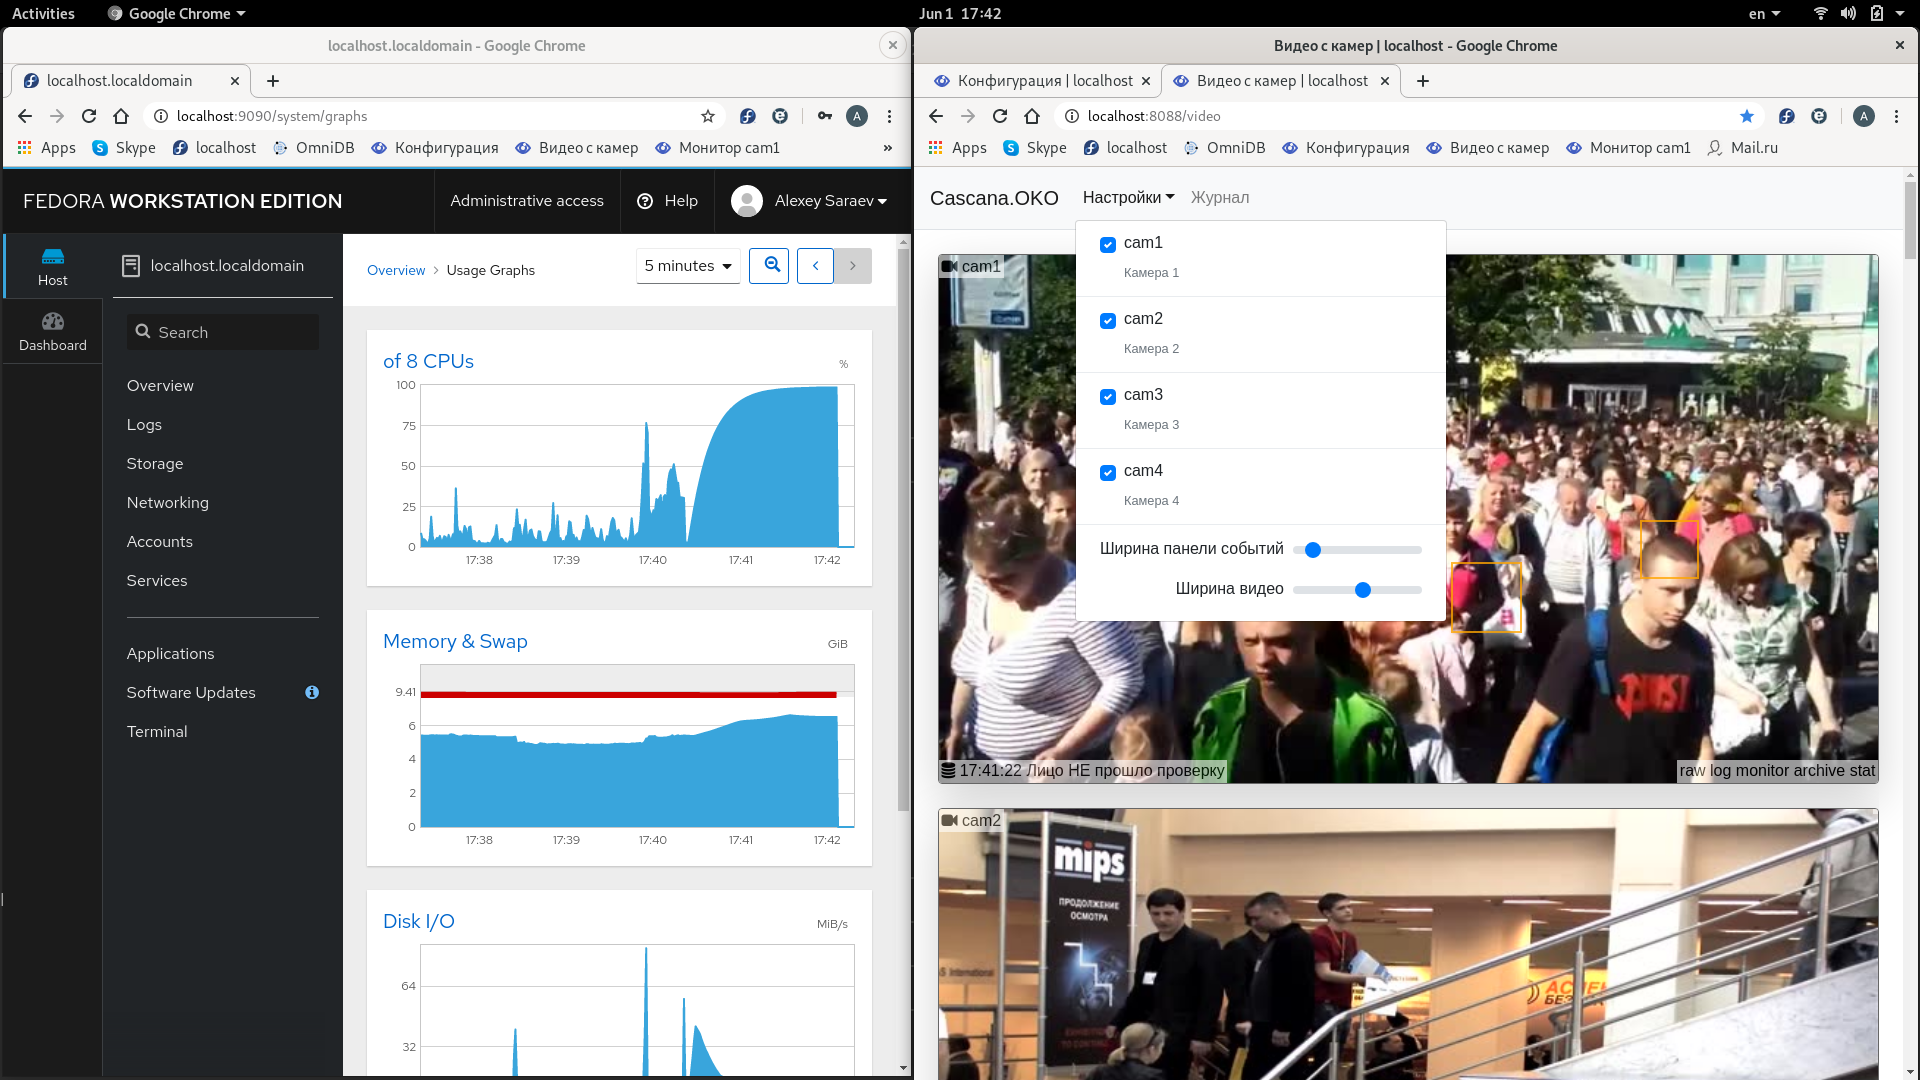 Activities
Google Chrome
Jun 1 17:42
en
localhost.localdomain - Google Chrome
localhost.localdomain
localhost:9090/system/graphs
A
Apps
Skype
localhost
OmniDB
Конфигурация
Видео с камер
Монитор cam1
»
FEDORA WORKSTATION EDITION
Administrative access
Help
Alexey Saraev
Host
Dashboard
localhost.localdomain
Search
Overview
Logs
Storage
Networking
Accounts
Services
Applications
Software Updates
Terminal
Overview > Usage Graphs
5 minutes
of 8 CPUs
%
100
75
50
25
0
17:38
17:39
17:40
17:41
17:42
Memory & Swap
GiB
9.41
6
4
2
0
17:38
17:39
17:40
17:41
17:42
Disk I/O
MiB/s
64
32
Видео с камер | localhost - Google Chrome
Конфигурация | localhost
Видео с камер | localhost
localhost:8088/video
A
Apps
Skype
localhost
OmniDB
Конфигурация
Видео с камер
Монитор cam1
Mail.ru
Cascana.OKO
Настройки
Журнал
cam1
Камера 1
cam2
Камера 2
cam3
Камера 3
cam4
Камера 4
Ширина панели событий
Ширина видео
cam1
17:41:22 Лицо НЕ прошло проверку
raw log monitor archive stat
cam2
mips
ПРОДОЛЖЕНИЕ
ОСМОТРА